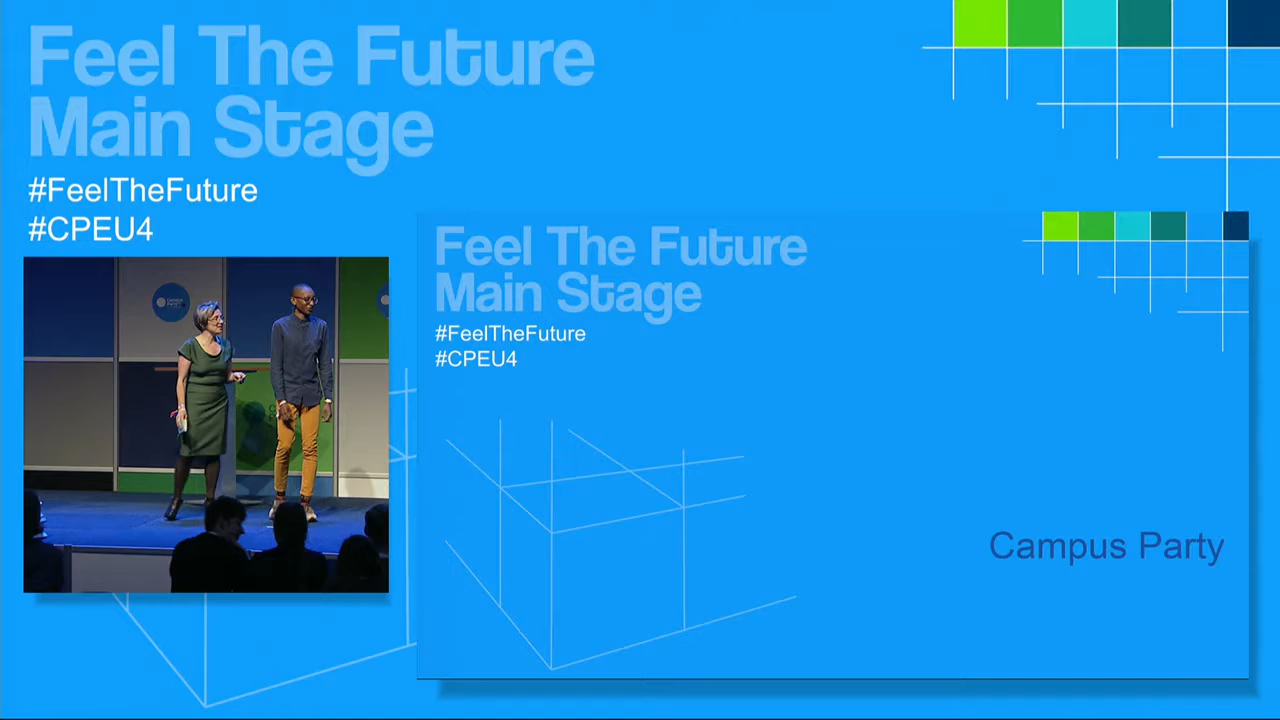 Feel The Future
Main Stage
#FeelTheFuture
#CPEU4
Feel The Future
Main Stage
#FeelTheFuture
#CPEU4
Campus Party